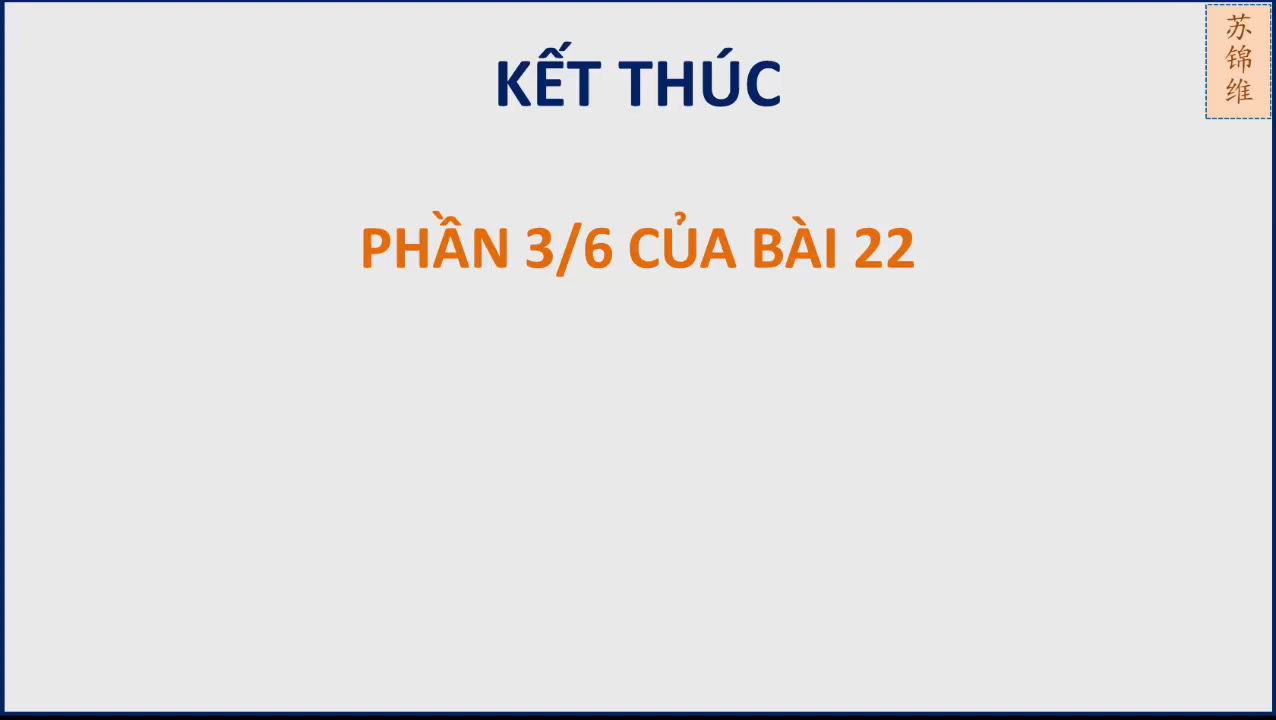 KẾT THÚC
PHẦN 3/6 CỦA BÀI 22
苏锦维